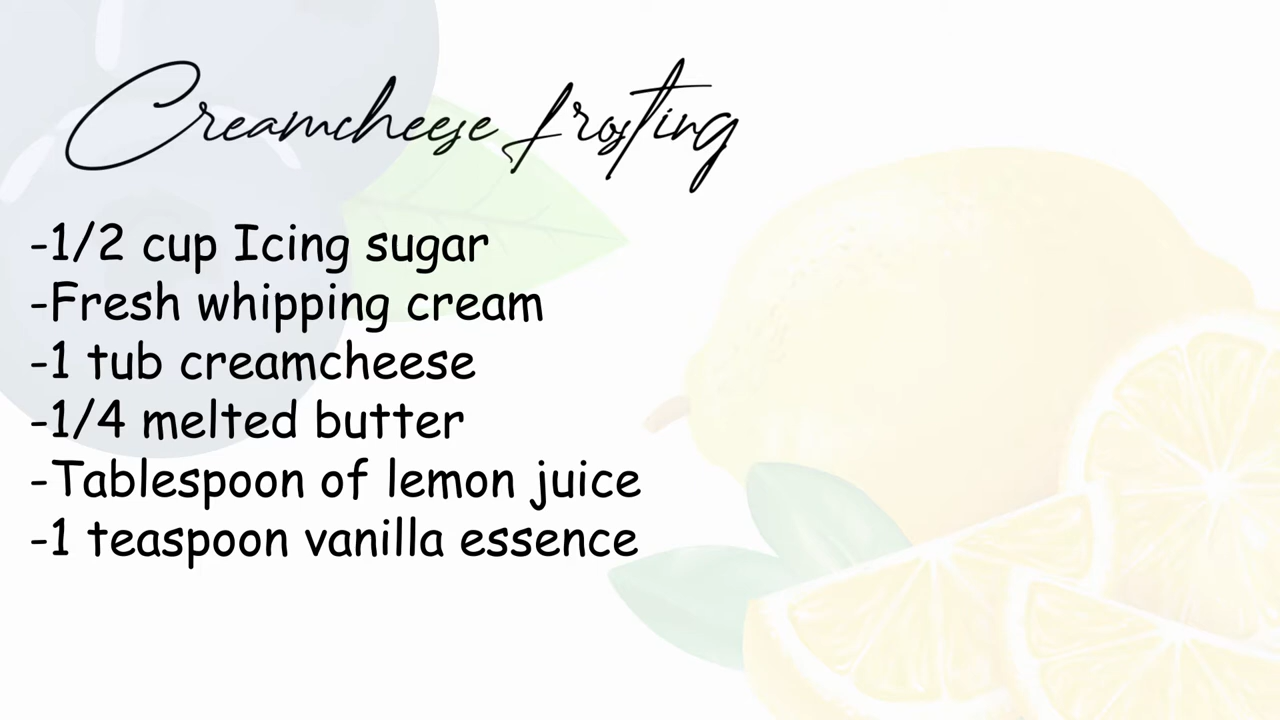 Creamcheese frosting
-1/2 cup Icing sugar
-Fresh whipping cream
-1 tub creamcheese
-1/4 melted butter
-Tablespoon of lemon juice
-1 teaspoon vanilla essence